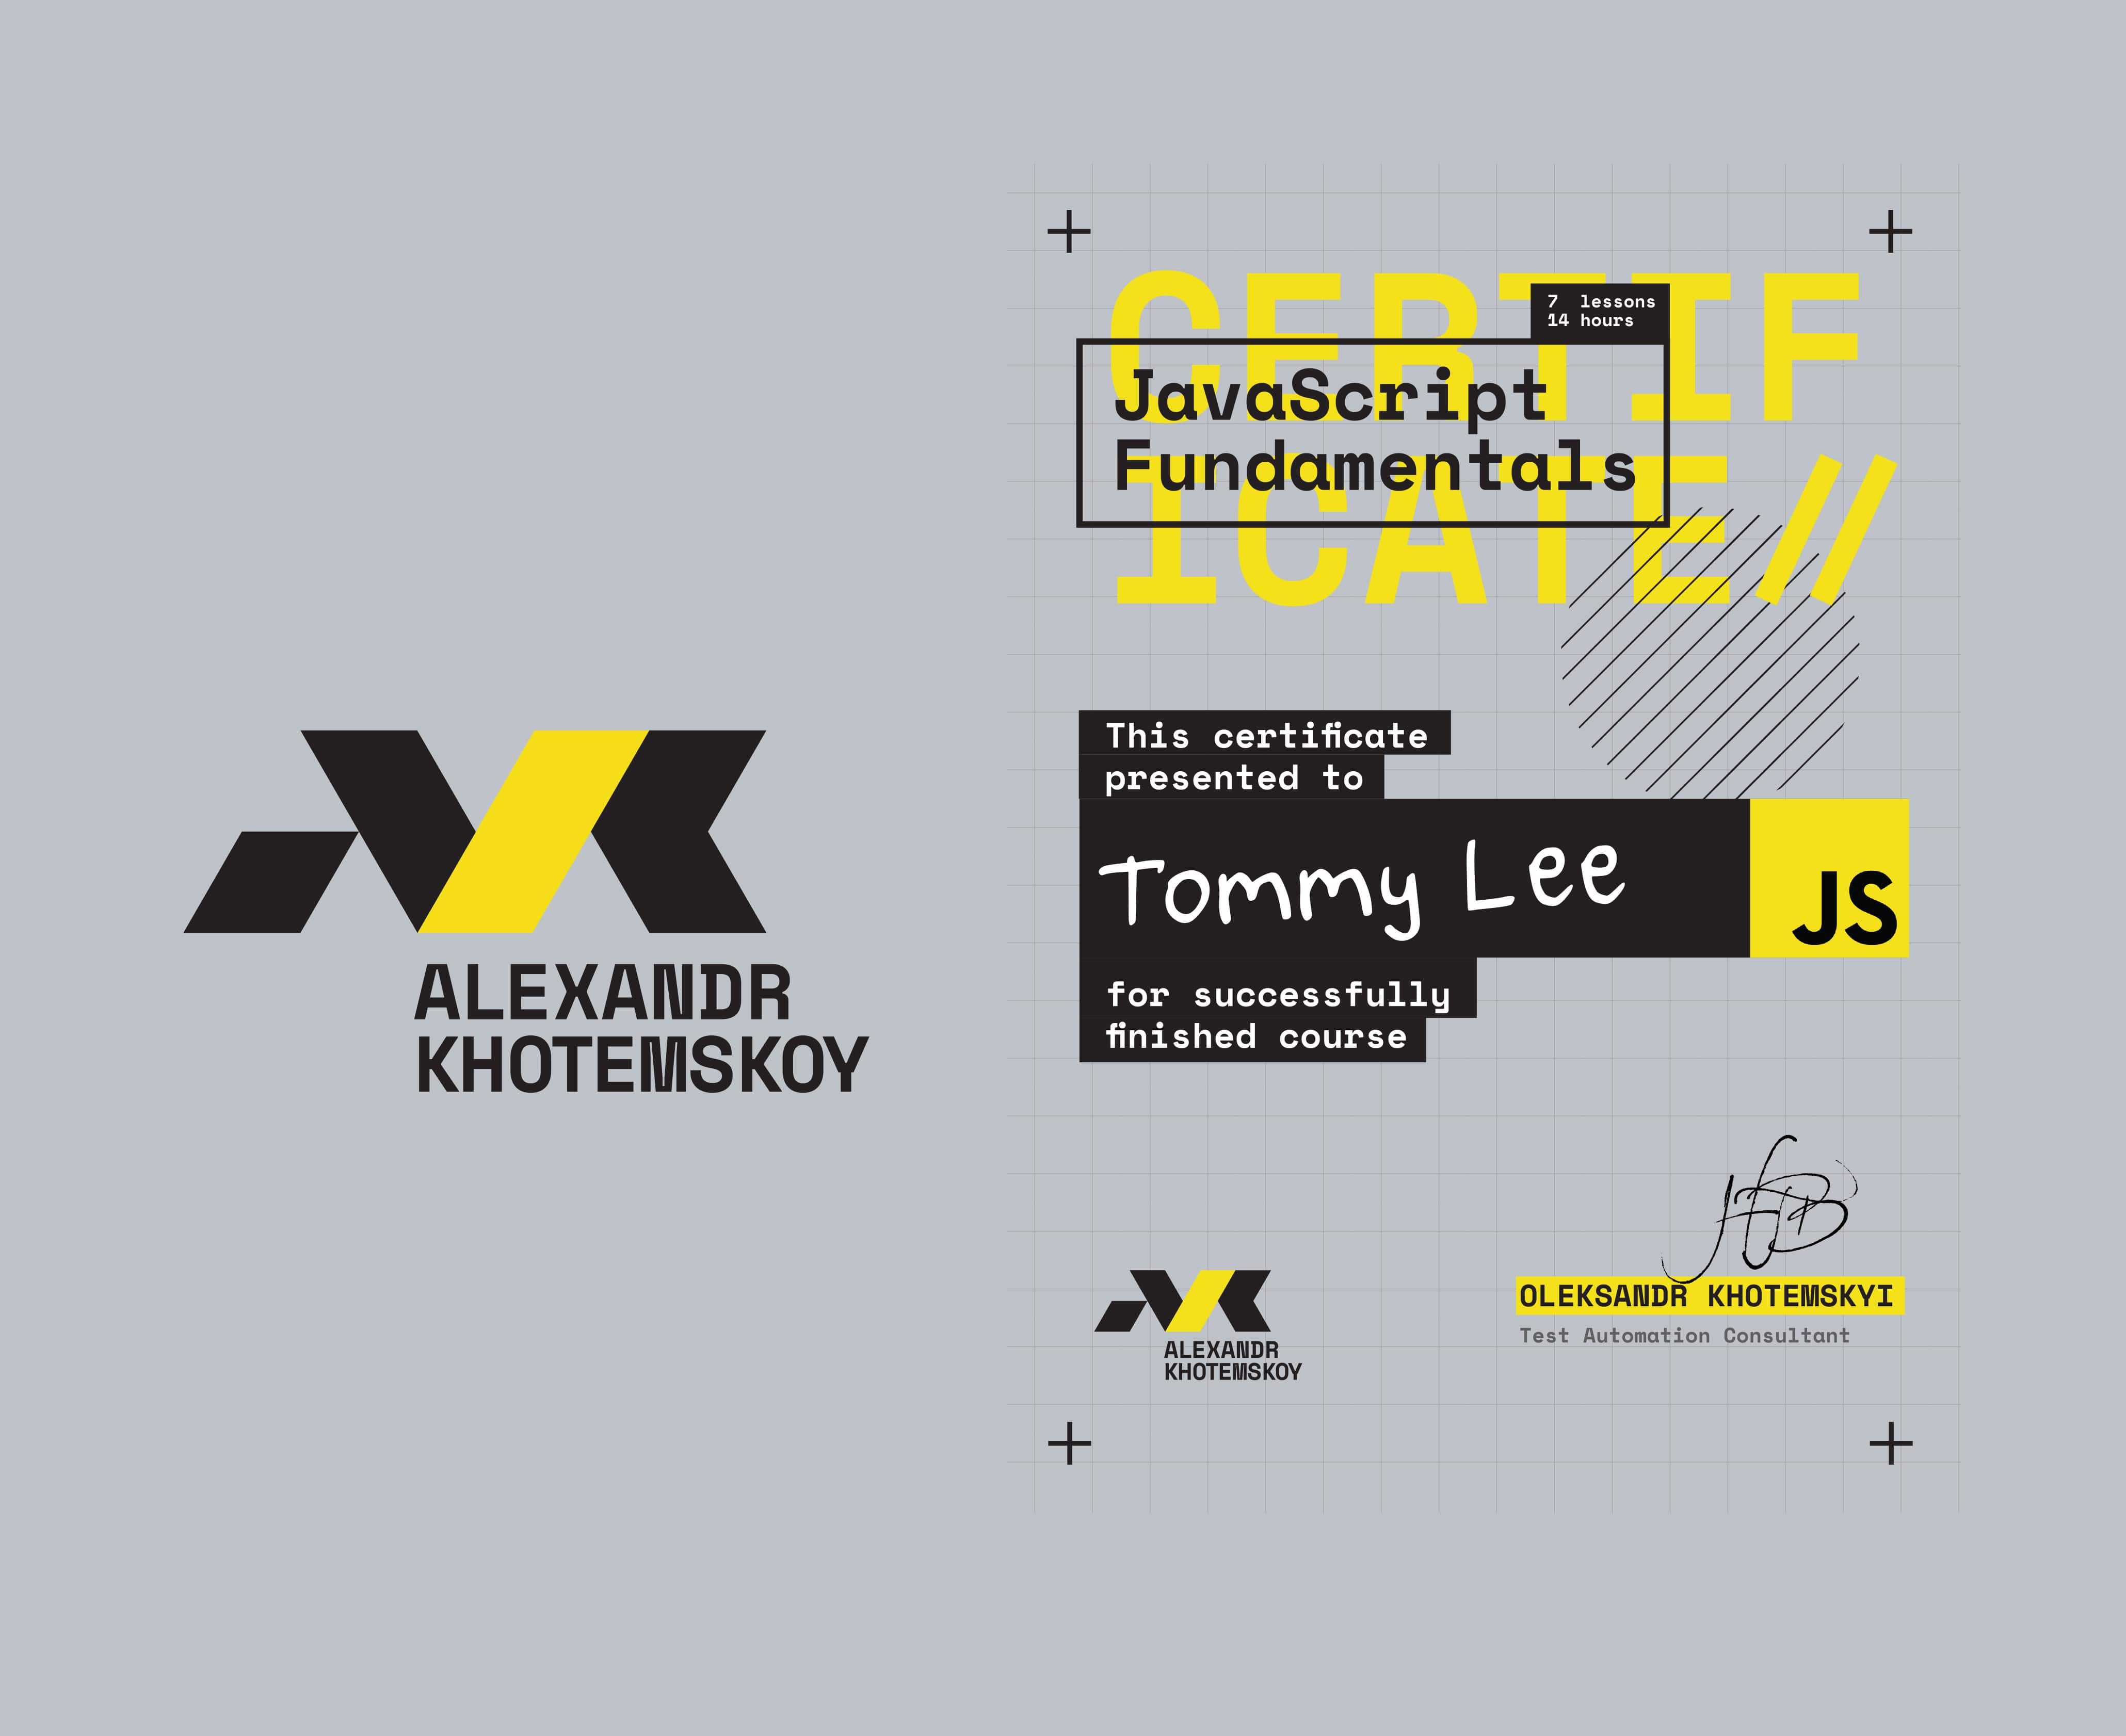 ALEXANDR
KHOTEMSKOY
CERTIF
ICATE//
7 lessons
14 hours
JavaScript
Fundamentals
This certificate
presented to
Tommy Lee
JS
for successfully
finished course
ALEXANDR
KHOTEMSKOY
OLEKSANDR KHOTEMSKYI
Test Automation Consultant